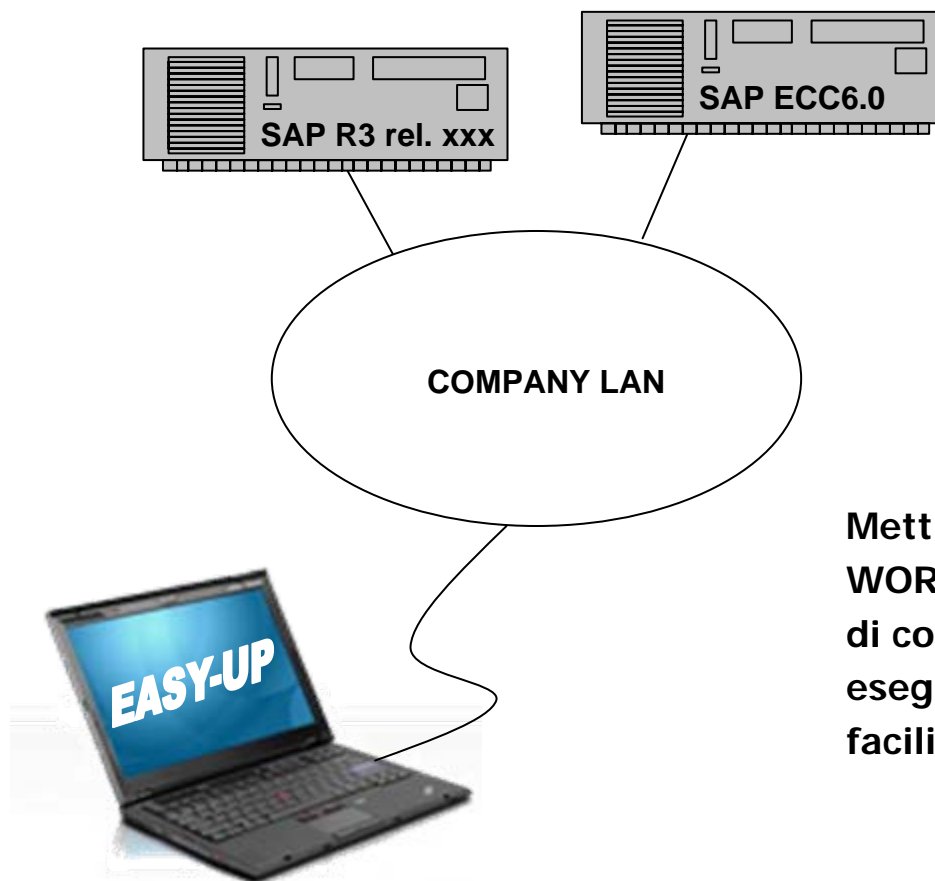 SAP R3 rel. xxx
SAP ECC6.0
COMPANY LAN
EASY-UP
Mett
WOR
di co
eseg
facili